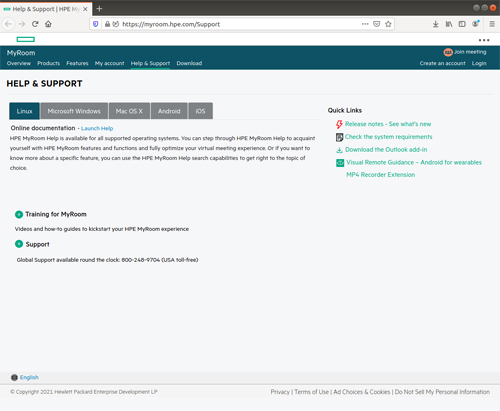 Help & Support | HPE M
https://myroom.hpe.com/Support
MyRoom
Join meeting
Overview Products Features My account Help & Support Download
Create an account Login
HELP & SUPPORT
Linux Microsoft Windows Mac OS X Android iOS
Online documentation - Launch Help
HPE MyRoom Help is available for all supported operating systems. You can step through HPE MyRoom Help to acquaint
yourself with HPE MyRoom features and functions and fully optimize your virtual meeting experience. Or if you want to
know more about a specific feature, you can use the HPE MyRoom Help search capabilities to get right to the topic of
choice.
Training for MyRoom
Videos and how-to guides to kickstart your HPE MyRoom experience
Support
Global Support available round the clock: 800-248-9704 (USA toll-free)
Quick Links
Release notes - See what's new
Check the system requirements
Download the Outlook add-in
Visual Remote Guidance – Android for wearables
MP4 Recorder Extension
English
© Copyright 2021 Hewlett Packard Enterprise Development LP
Privacy | Terms of Use | Ad Choices & Cookies | Do Not Sell My Personal Information